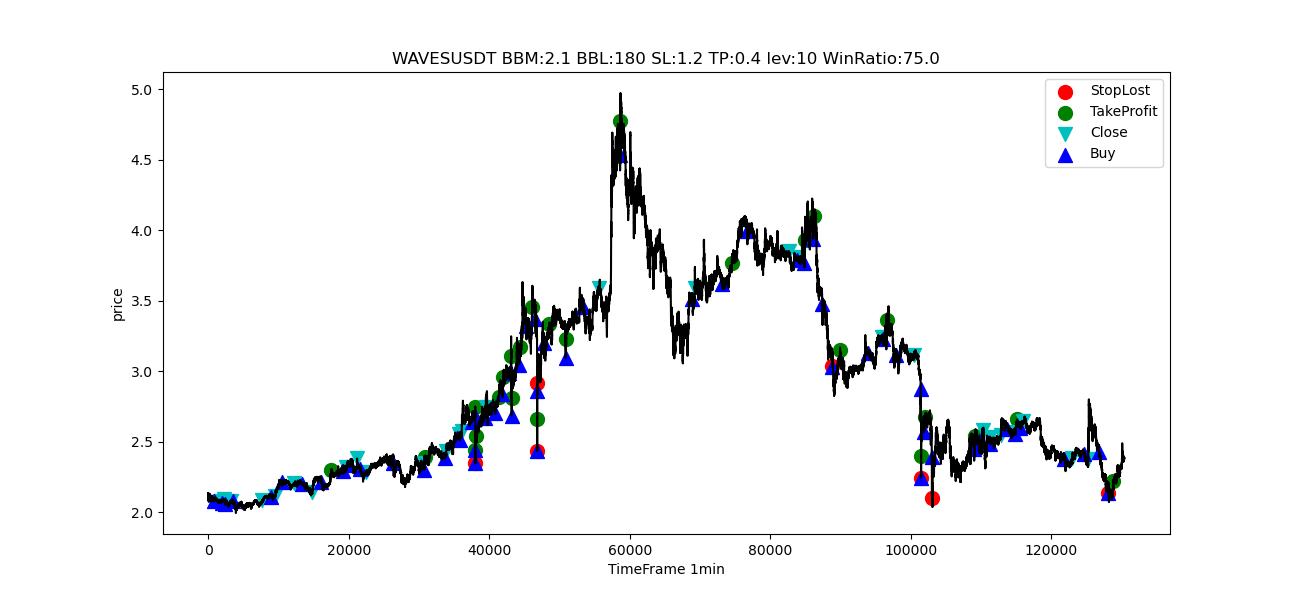 WAVESUSDT BBM:2.1 BBL:180 SL:1.2 TP:0.4 lev:10 WinRatio:75.0
StopLost
TakeProfit
Close
Buy
price
5.0
4.5
4.0
3.5
3.0
2.5
2.0
0 20000 40000 60000 80000 100000 120000
TimeFrame 1min